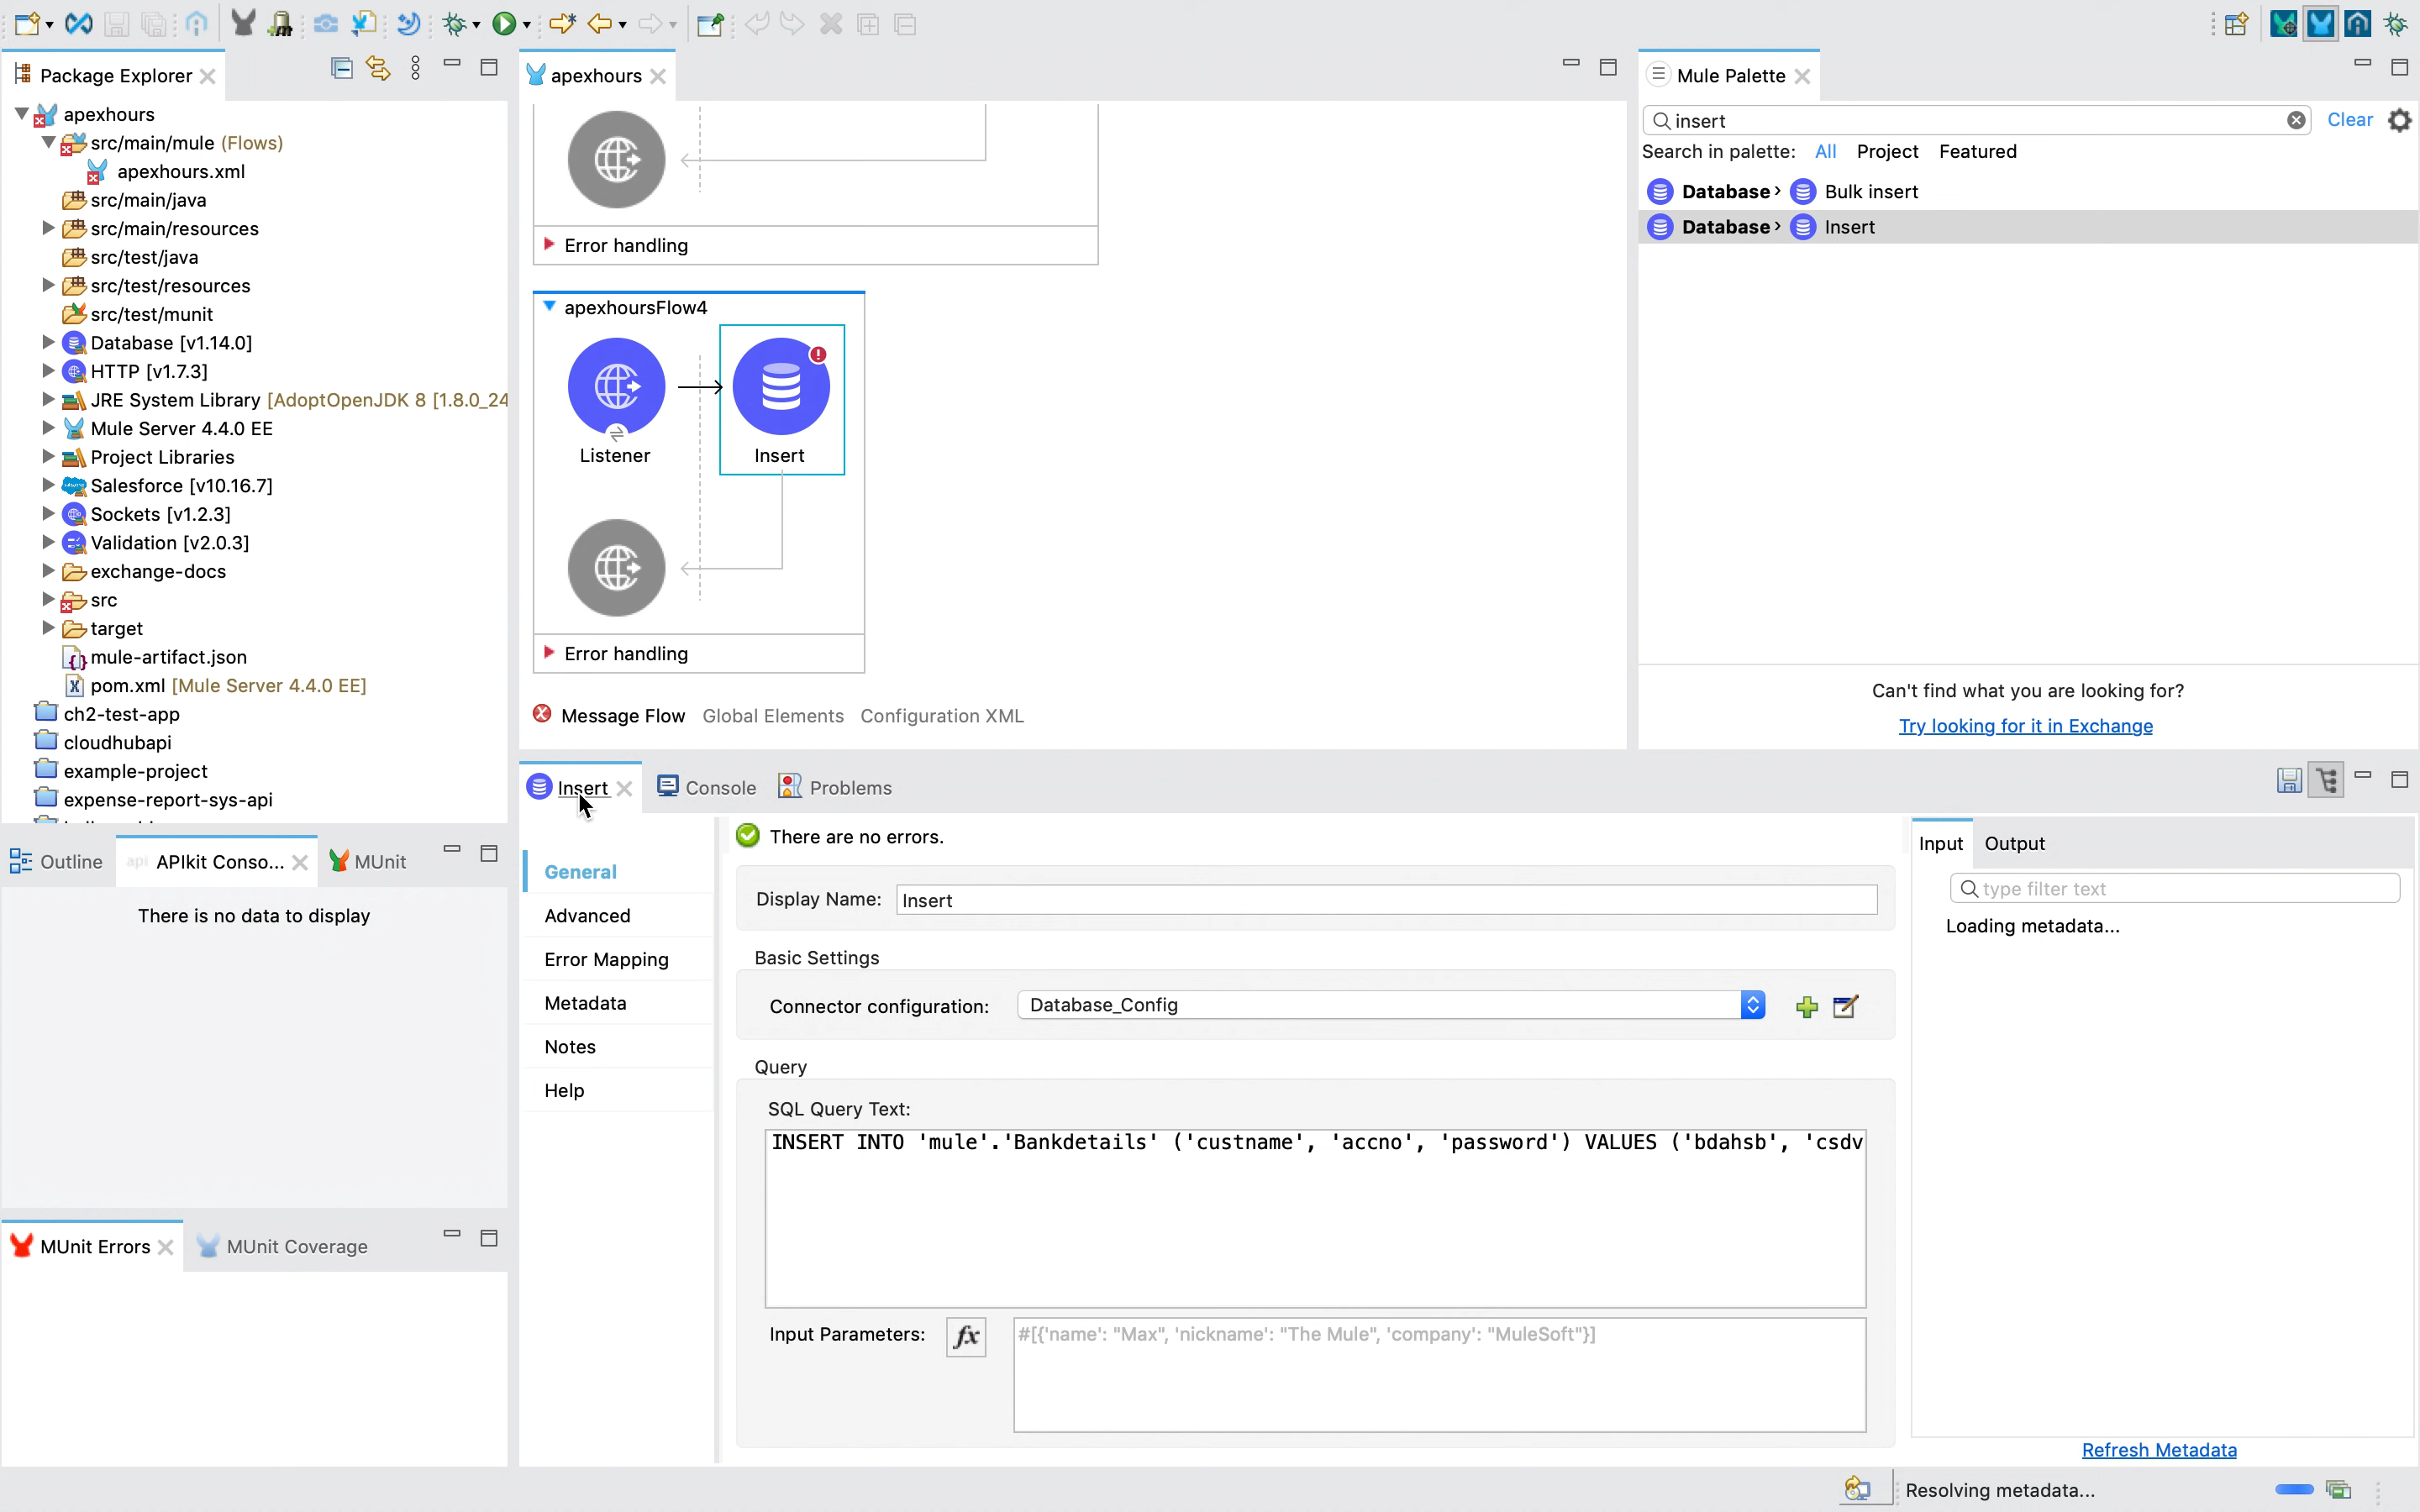 Package Explorer
apexhours
src/main/mule (Flows)
apexhours.xml
src/main/java
src/main/resources
src/test/java
src/test/resources
src/test/munit
Database [v1.14.0]
HTTP [v1.7.3]
JRE System Library [AdoptOpenJDK 8 [1.8.0_24
Mule Server 4.4.0 EE
Project Libraries
Salesforce [v10.16.7]
Sockets [v1.2.3]
Validation [v2.0.3]
exchange-docs
src
target
mule-artifact.json
pom.xml [Mule Server 4.4.0 EE]
ch2-test-app
cloudhubapi
example-project
expense-report-sys-api
Outline
api APIkit Conso...
MUnit
There is no data to display
MUnit Errors
MUnit Coverage
apexhours
Error handling
apexhoursFlow4
Listener
Insert
Error handling
Message Flow
Global Elements
Configuration XML
Mule Palette
insert
Clear
Search in palette: All Project Featured
Database > Bulk insert
Database > Insert
Can't find what you are looking for?
Try looking for it in Exchange
Insert
Console
Problems
General
Advanced
Error Mapping
Metadata
Notes
Help
There are no errors.
Display Name: Insert
Basic Settings
Connector configuration: Database_Config
Query
SQL Query Text:
INSERT INTO 'mule'.'Bankdetails' ('custname', 'accno', 'password') VALUES ('bdahsb', 'csdv
Input Parameters: fx #[{'name': "Max", 'nickname': "The Mule", 'company': "MuleSoft"}]
Input
Output
type filter text
Loading metadata...
Refresh Metadata
Resolving metadata...